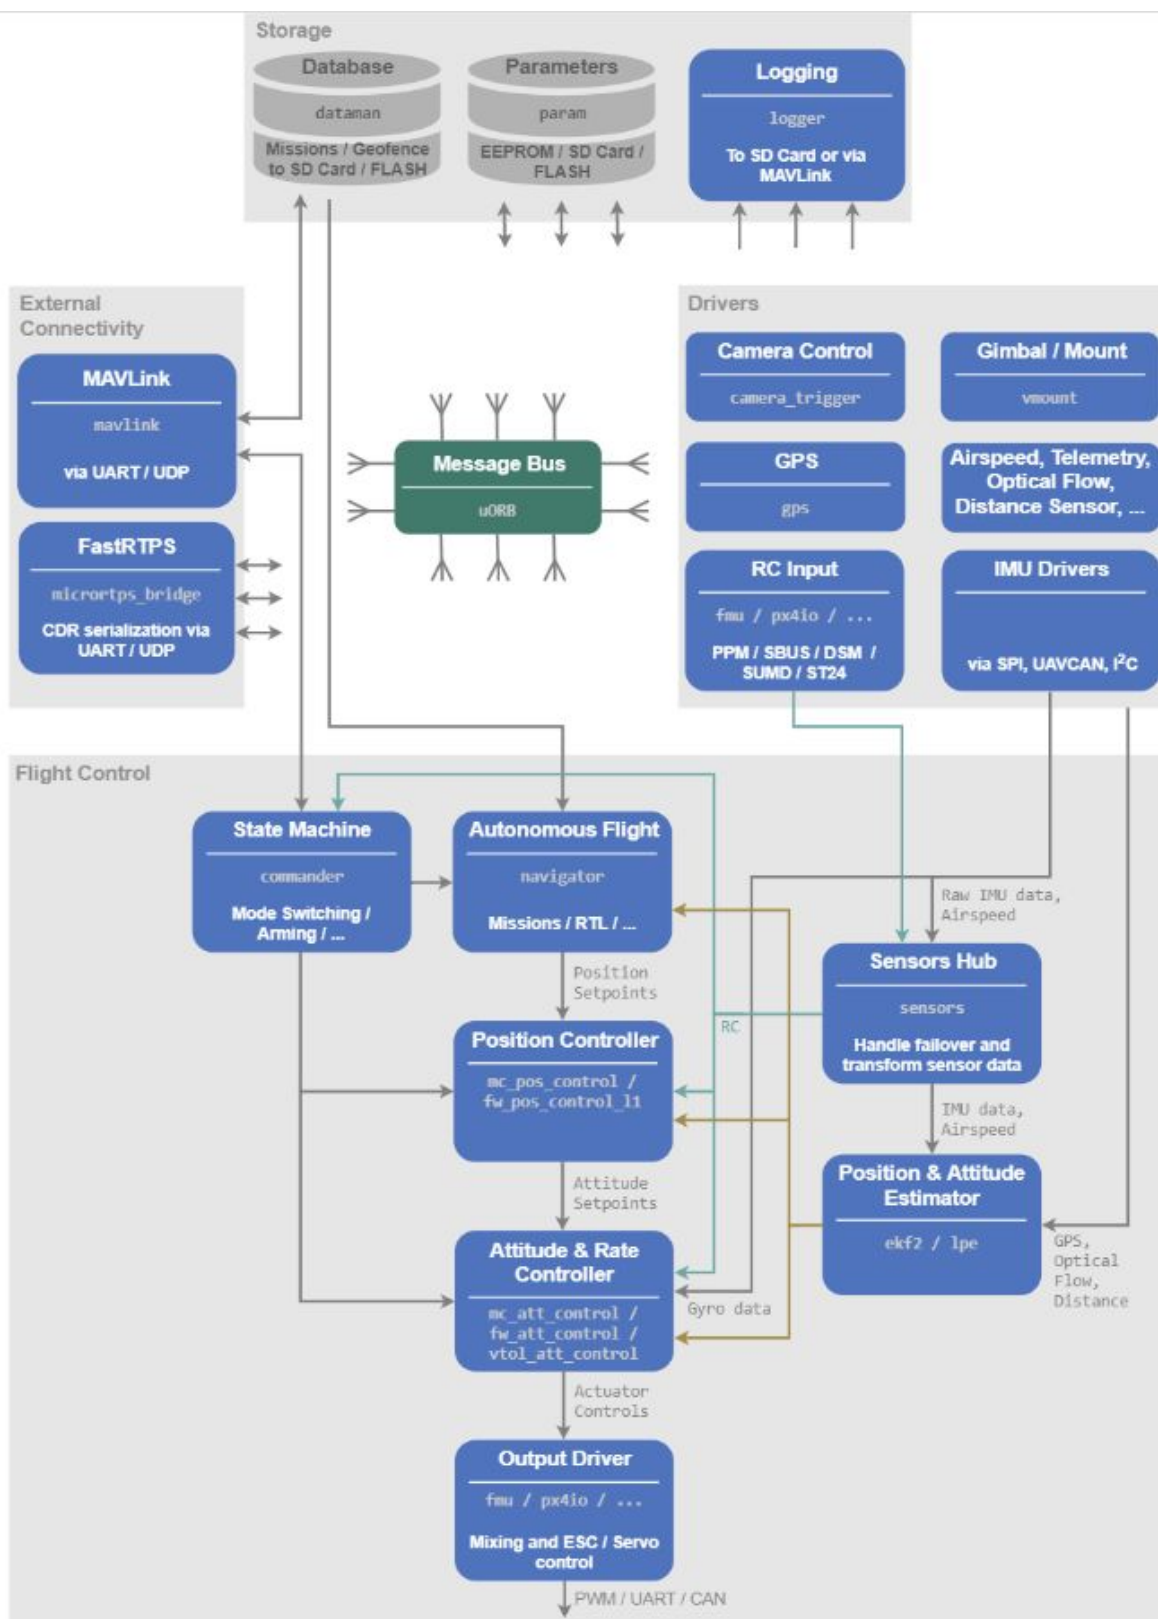 Storage
Database
dataman
Missions / Geofence
to SD Card / FLASH
Parameters
param
EEPROM / SD Card /
FLASH
Logging
logger
To SD Card or via
MAVLink
External
Connectivity
MAVLink
mavlink
via UART / UDP
FastRTPS
micrortps_bridge
CDR serialization via
UART / UDP
Message Bus
uORB
Drivers
Camera Control
camera_trigger
Gimbal / Mount
vmount
GPS
gps
Airspeed, Telemetry,
Optical Flow,
Distance Sensor, ...
RC Input
fmu / px4io / ...
PPM / SBUS / DSM /
SUMD / ST24
IMU Drivers
via SPI, UAVCAN, I²C
Flight Control
State Machine
commander
Mode Switching /
Arming / ...
Autonomous Flight
navigator
Missions / RTL / ...
Raw IMU data,
Airspeed
Sensors Hub
sensors
Handle failover and
transform sensor data
Position
Setpoints
RC
Position Controller
mc_pos_control /
fw_pos_control_l1
IMU data,
Airspeed
Position & Attitude
Estimator
ekf2 / lpe
GPS,
Optical
Flow,
Distance
Attitude
Setpoints
Attitude & Rate
Controller
mc_att_control /
fw_att_control /
vtol_att_control
Gyro data
Actuator
Controls
Output Driver
fmu / px4io / ...
Mixing and ESC / Servo
control
PWM / UART / CAN